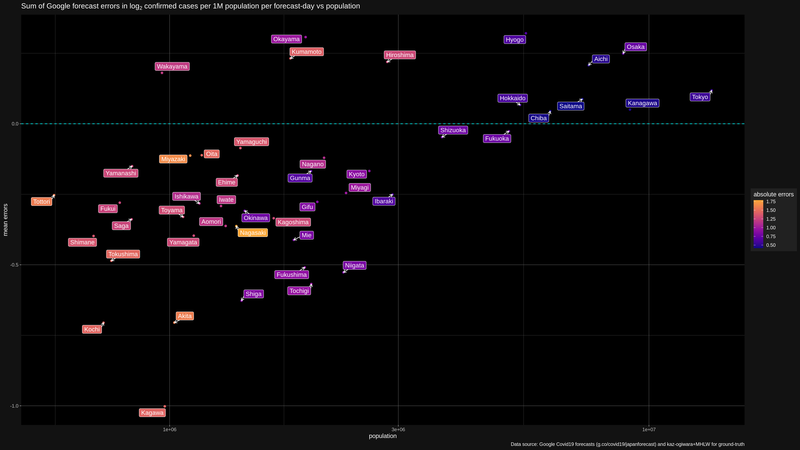 Sum of Google forecast errors in log2 confirmed cases per 1M population per forecast-day vs population
Okayama
Hyogo
Osaka
Kumamoto
Hiroshima
Aichi
Wakayama
Hokkaido
Tokyo
Saitama
Kanagawa
Chiba
0.0
Shizuoka
Fukuoka
Yamaguchi
Miyazaki
Oita
Nagano
Yamanashi
Gunma
Kyoto
Ehime
Miyagi
absolute errors
Tottori
Ishikawa
Iwate
Ibaraki
1.75
Fukui
Toyama
Gifu
1.50
Saga
Aomori
Okinawa
Kagoshima
1.25
mean errors
Shimane
Yamagata
Nagasaki
Mie
1.00
Tokushima
0.75
-0.5
Niigata
0.50
Fukushima
Shiga
Tochigi
Akita
Kochi
-1.0
Kagawa
1e+06
3e+06
1e+07
population
Data source: Google Covid19 forecasts (g.co/covid19/japanforecast) and kaz-ogiwara+MHLW for ground-truth